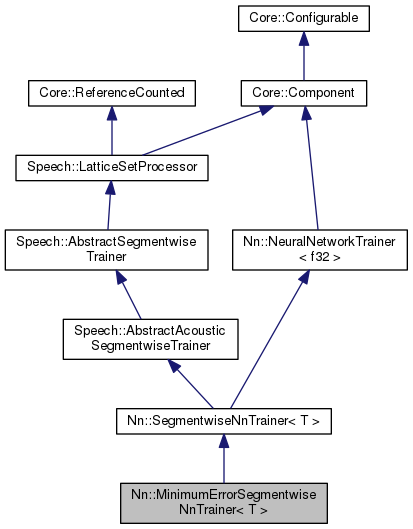 Core::Configurable
Core::ReferenceCounted
Core::Component
Speech::LatticeSetProcessor
Speech::AbstractSegmentwise
Trainer
Nn::NeuralNetworkTrainer
< f32 >
Speech::AbstractAcoustic
SegmentwiseTrainer
Nn::SegmentwiseNnTrainer< T >
Nn::MinimumErrorSegmentwise
NnTrainer< T >